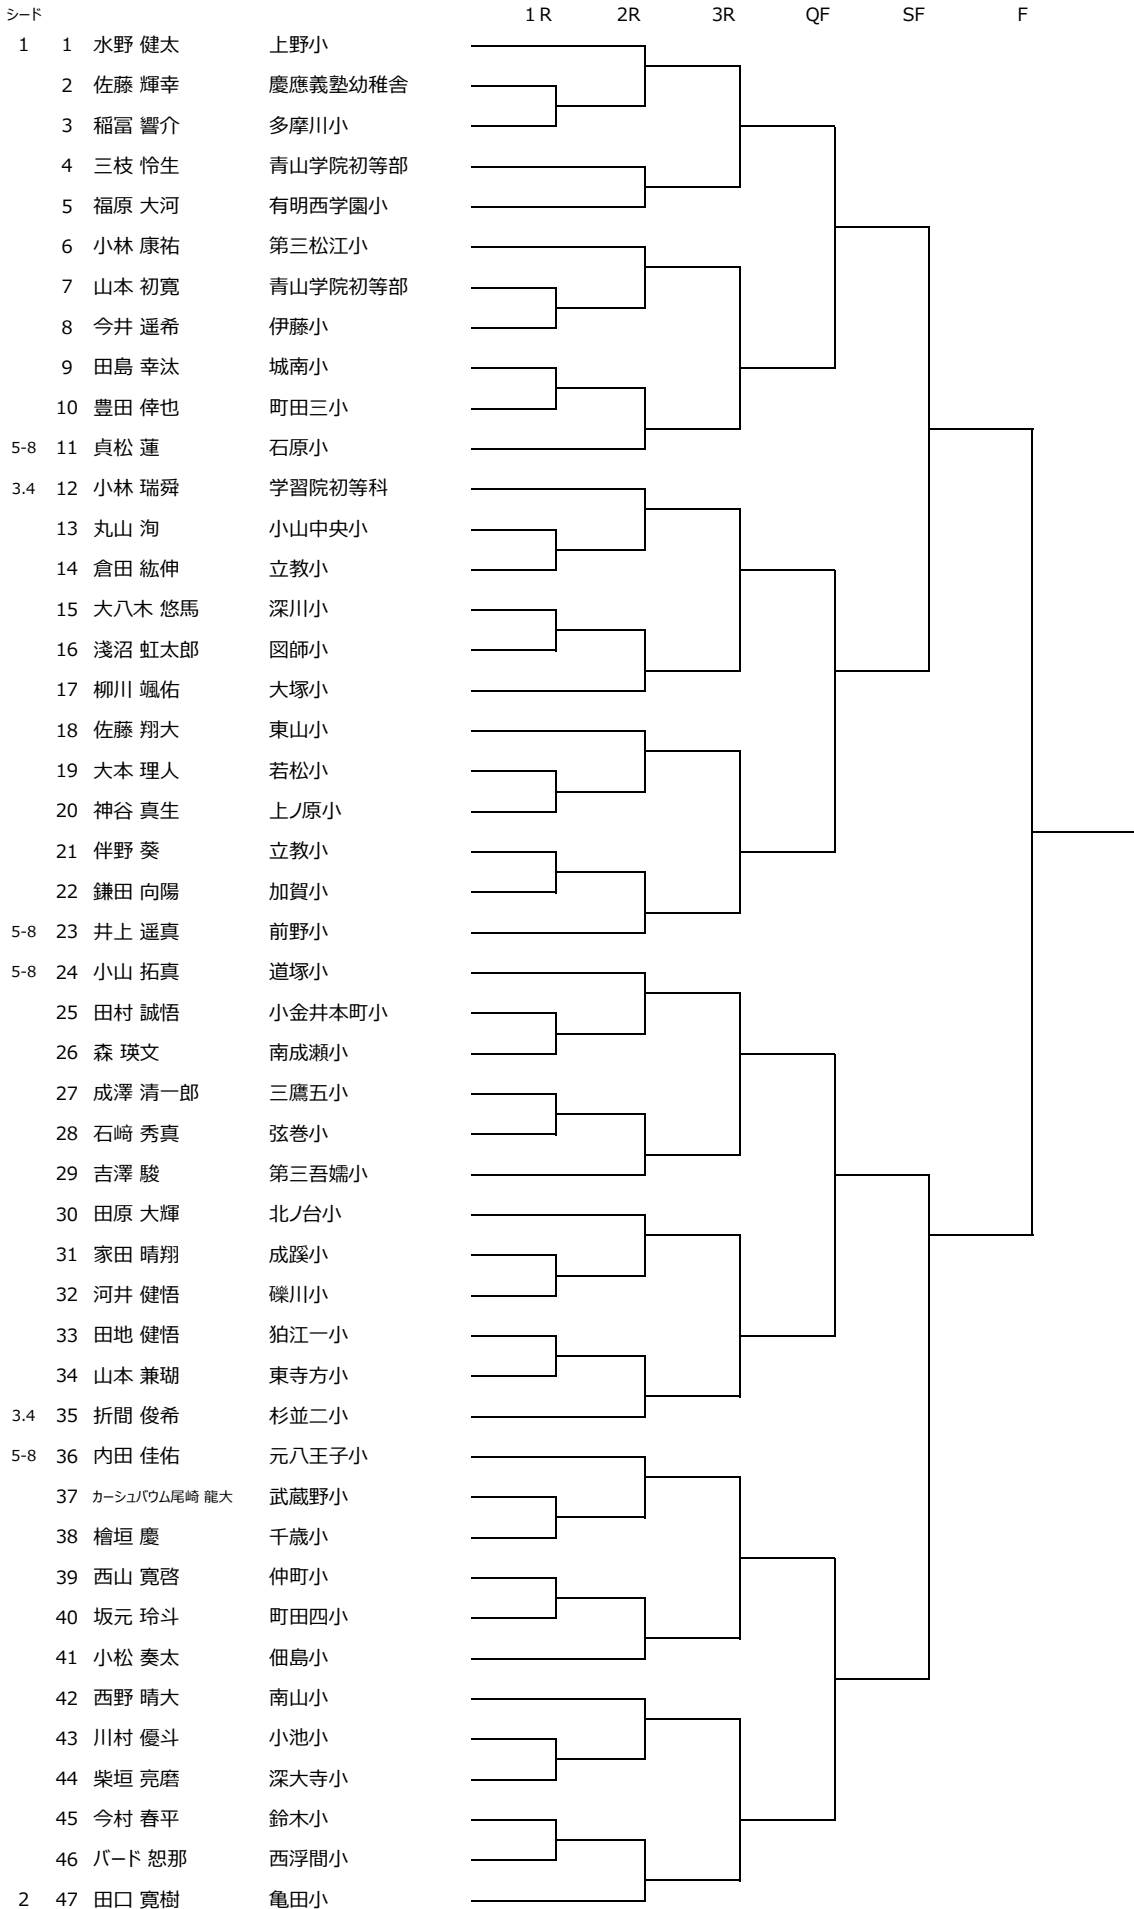 シード 1R 2R 3R QF SF F
1 1 水野 健太 上野小
2 佐藤 輝幸 慶應義塾幼稚舎
3 稲冨 響介 多摩川小
4 三枝 怜生 青山学院初等部
5 福原 大河 有明西学園小
6 小林 康祐 第三松江小
7 山本 初寛 青山学院初等部
8 今井 遥希 伊藤小
9 田島 幸汰 城南小
10 豊田 倖也 町田三小
5-8 11 貞松 蓮 石原小
3.4 12 小林 瑞舜 学習院初等科
13 丸山 洵 小山中央小
14 倉田 紘伸 立教小
15 大八木 悠馬 深川小
16 淺沼 虹太郎 図師小
17 柳川 颯佑 大塚小
18 佐藤 翔大 東山小
19 大本 理人 若松小
20 神谷 真生 上ノ原小
21 伴野 葵 立教小
22 鎌田 向陽 加賀小
5-8 23 井上 遥真 前野小
5-8 24 小山 拓真 道塚小
25 田村 誠悟 小金井本町小
26 森 瑛文 南成瀬小
27 成澤 清一郎 三鷹五小
28 石﨑 秀真 弦巻小
29 吉澤 駿 第三吾嬬小
30 田原 大輝 北ノ台小
31 家田 晴翔 成蹊小
32 河井 健悟 礫川小
33 田地 健悟 狛江一小
34 山本 兼瑚 東寺方小
3.4 35 折間 俊希 杉並二小
5-8 36 内田 佳佑 元八王子小
37 カーシュバウム尾崎 龍大 武蔵野小
38 檜垣 慶 千歳小
39 西山 寛啓 仲町小
40 坂元 玲斗 町田四小
41 小松 奏太 佃島小
42 西野 晴大 南山小
43 川村 優斗 小池小
44 柴垣 亮磨 深大寺小
45 今村 春平 鈴木小
46 バード 恕那 西浮間小
2 47 田口 寛樹 亀田小